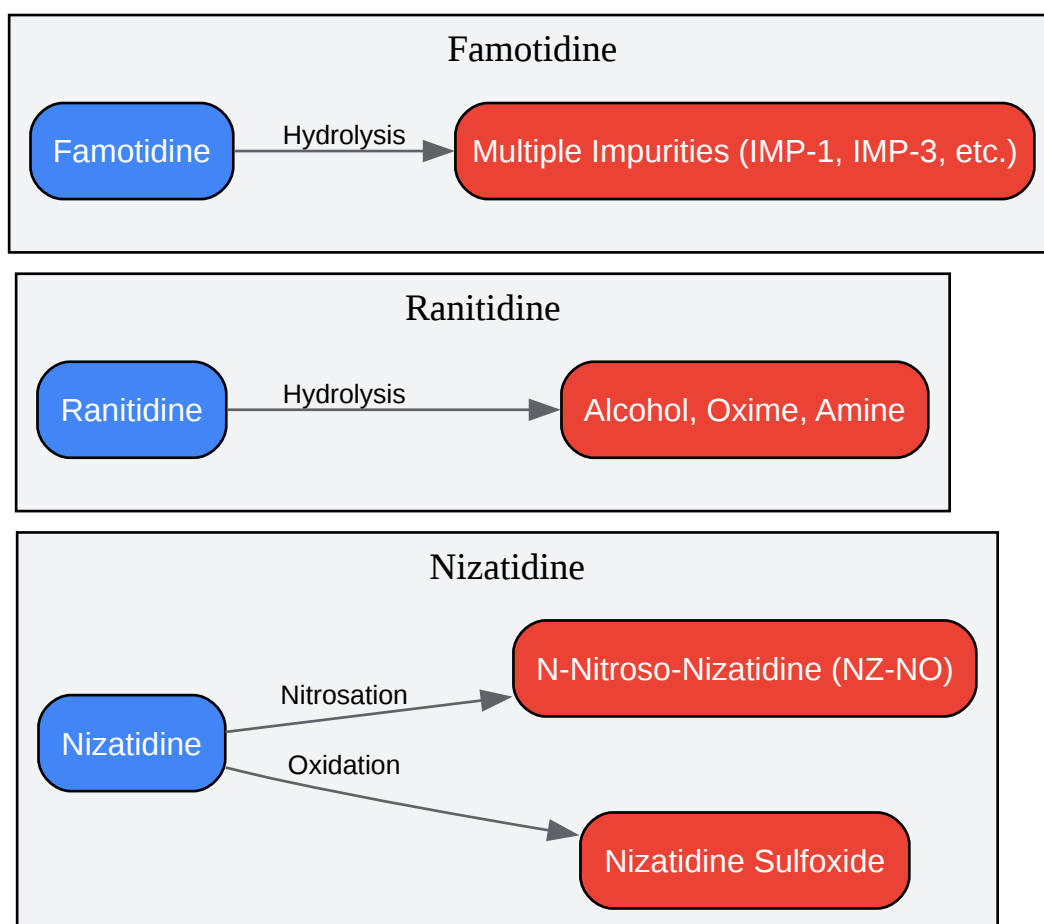 Famotidine
Famotidine
Hydrolysis
Multiple Impurities (IMP-1, IMP-3, etc.)
Ranitidine
Ranitidine
Hydrolysis
Alcohol, Oxime, Amine
Nizatidine
Nizatidine
Nitrosation
N-Nitroso-Nizatidine (NZ-NO)
Oxidation
Nizatidine Sulfoxide